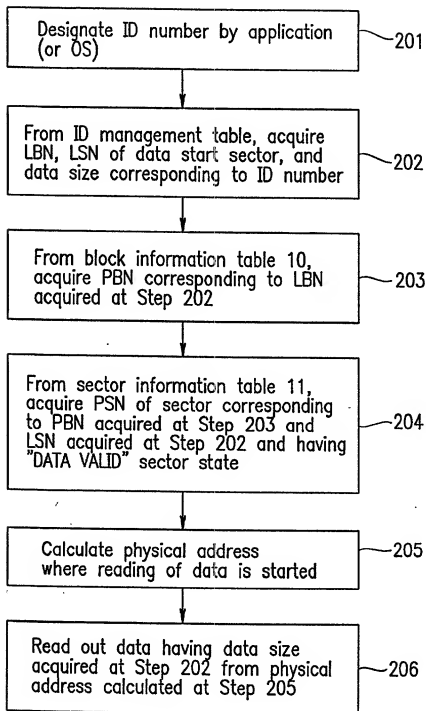 Designate ID number by application
(or OS)
201
From ID management table, acquire
LBN, LSN of data start sector, and
data size corresponding to ID number
202
From block information table 10,
acquire PBN corresponding to LBN
acquired at Step 202
203
From sector information table 11,
acquire PSN of sector corresponding
to PBN acquired at Step 203 and
LSN acquired at Step 202 and having
"DATA VALID" sector state
204
Calculate physical address
where reading of data is started
205
Read out data having data size
acquired at Step 202 from physical
address calculated at Step 205
206